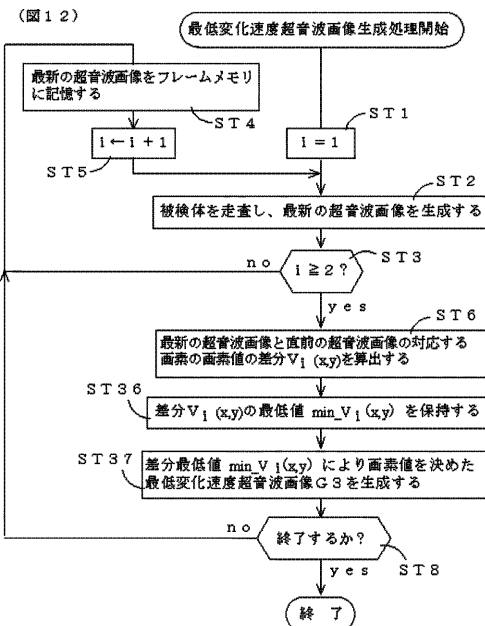 (図12)
最低変化速度超音波画像生成処理開始
最新の超音波画像をフレームメモリ
に記憶する
ST4
i←i+1
ST5
i=1
ST1
ST2
被検体を走査し、最新の超音波画像を生成する
no
i≧2?
ST3
yes
ST6
最新の超音波画像と直前の超音波画像の対応する
画素の画素値の差分Vi(x,y)を算出する
ST36
差分Vi(x,y)の最低値 min_Vi(x,y) を保持する
ST37
差分最低値 min_Vi(x,y) により画素値を決めた
最低変化速度超音波画像G3を生成する
no
終了するか?
ST8
yes
終 了